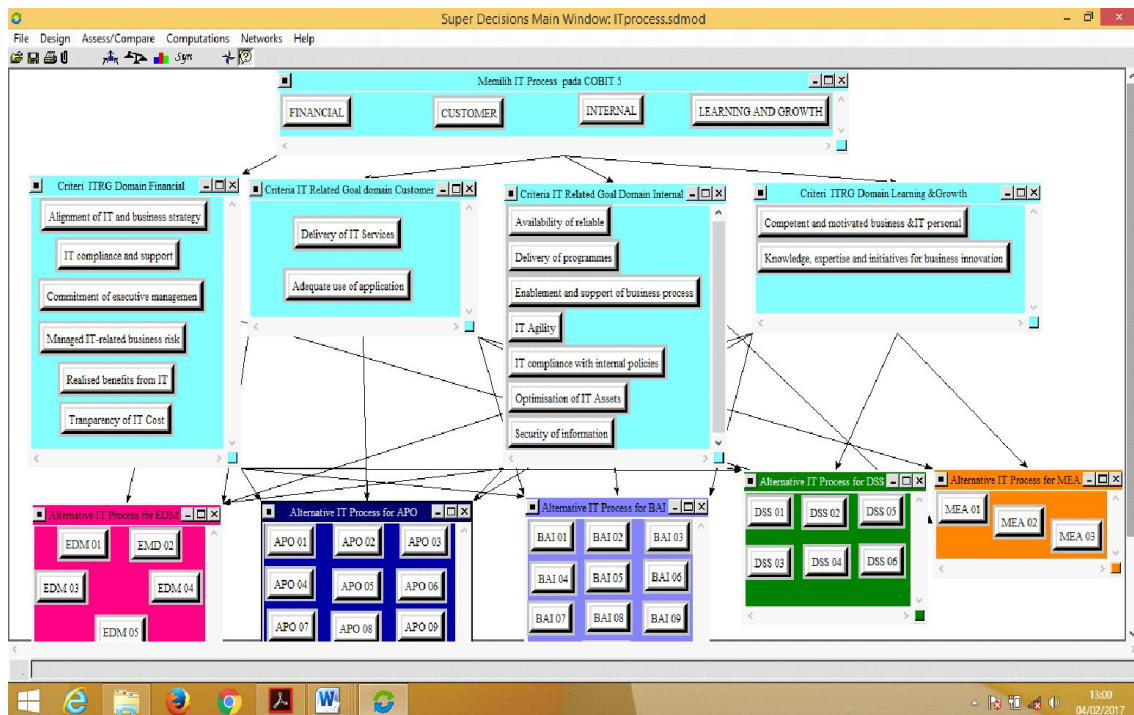 Super Decisions Main Window: ITprocess.sdmod
File Design Assess/Compare Computations Networks Help
Syn
Memilih IT Process pada COBIT 5
FINANCIAL CUSTOMER INTERNAL LEARNING AND GROWTH
Criteri ITRG Domain Financial
Alignment of IT and business strategy
IT compliance and support
Commitment of executive managemen
Managed IT-related business risk
Realised benefits from IT
Tranparency of IT Cost
Criteria IT Related Goal domain Customer
Delivery of IT Services
Adequate use of application
Criteria IT Related Goal Domain Internal
Availability of reliable
Delivery of programmes
Enablement and support of business process
IT Agility
IT compliance with internal policies
Optimisation of IT Assets
Security of information
Criteri ITRG Domain Learning &Growth
Competent and motivated business &IT personal
Knowledge, expertise and initiatives for business innovation
Alternative IT Process for EDM
EDM 01 EMD 02
EDM 03 EDM 04
EDM 05
Alternative IT Process for APO
APO 01 APO 02 APO 03
APO 04 APO 05 APO 06
APO 07 APO 08 APO 09
Alternative IT Process for BAI
BAI 01 BAI 02 BAI 03
BAI 04 BAI 05 BAI 06
BAI 07 BAI 08 BAI 09
Alternative IT Process for DSS
DSS 01 DSS 02 DSS 05
DSS 03 DSS 04 DSS 06
Alternative IT Process for MEA
MEA 01
MEA 02
MEA 03
13:00
04/02/2017